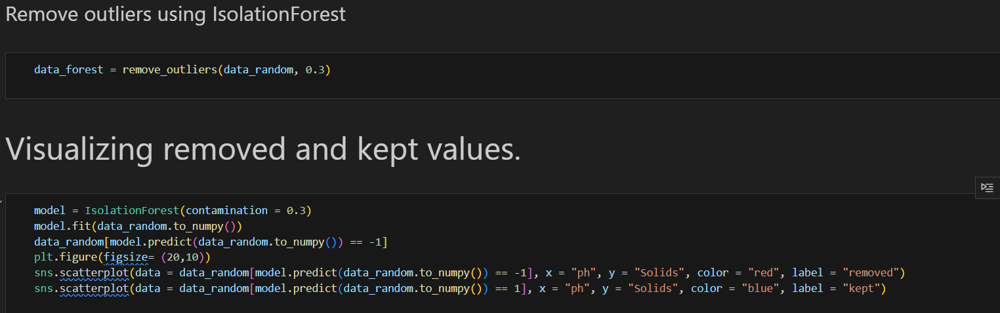 Remove outliers using IsolationForest
data_forest = remove_outliers(data_random, 0.3)
Visualizing removed and kept values.
model = IsolationForest(contamination = 0.3)
model.fit(data_random.to_numpy())
data_random[model.predict(data_random.to_numpy()) == -1]
plt.figure(figsize= (20,10))
sns.scatterplot(data = data_random[model.predict(data_random.to_numpy()) == -1], x = "ph", y = "Solids", color = "red", label = "removed")
sns.scatterplot(data = data_random[model.predict(data_random.to_numpy()) == 1], x = "ph", y = "Solids", color = "blue", label = "kept")